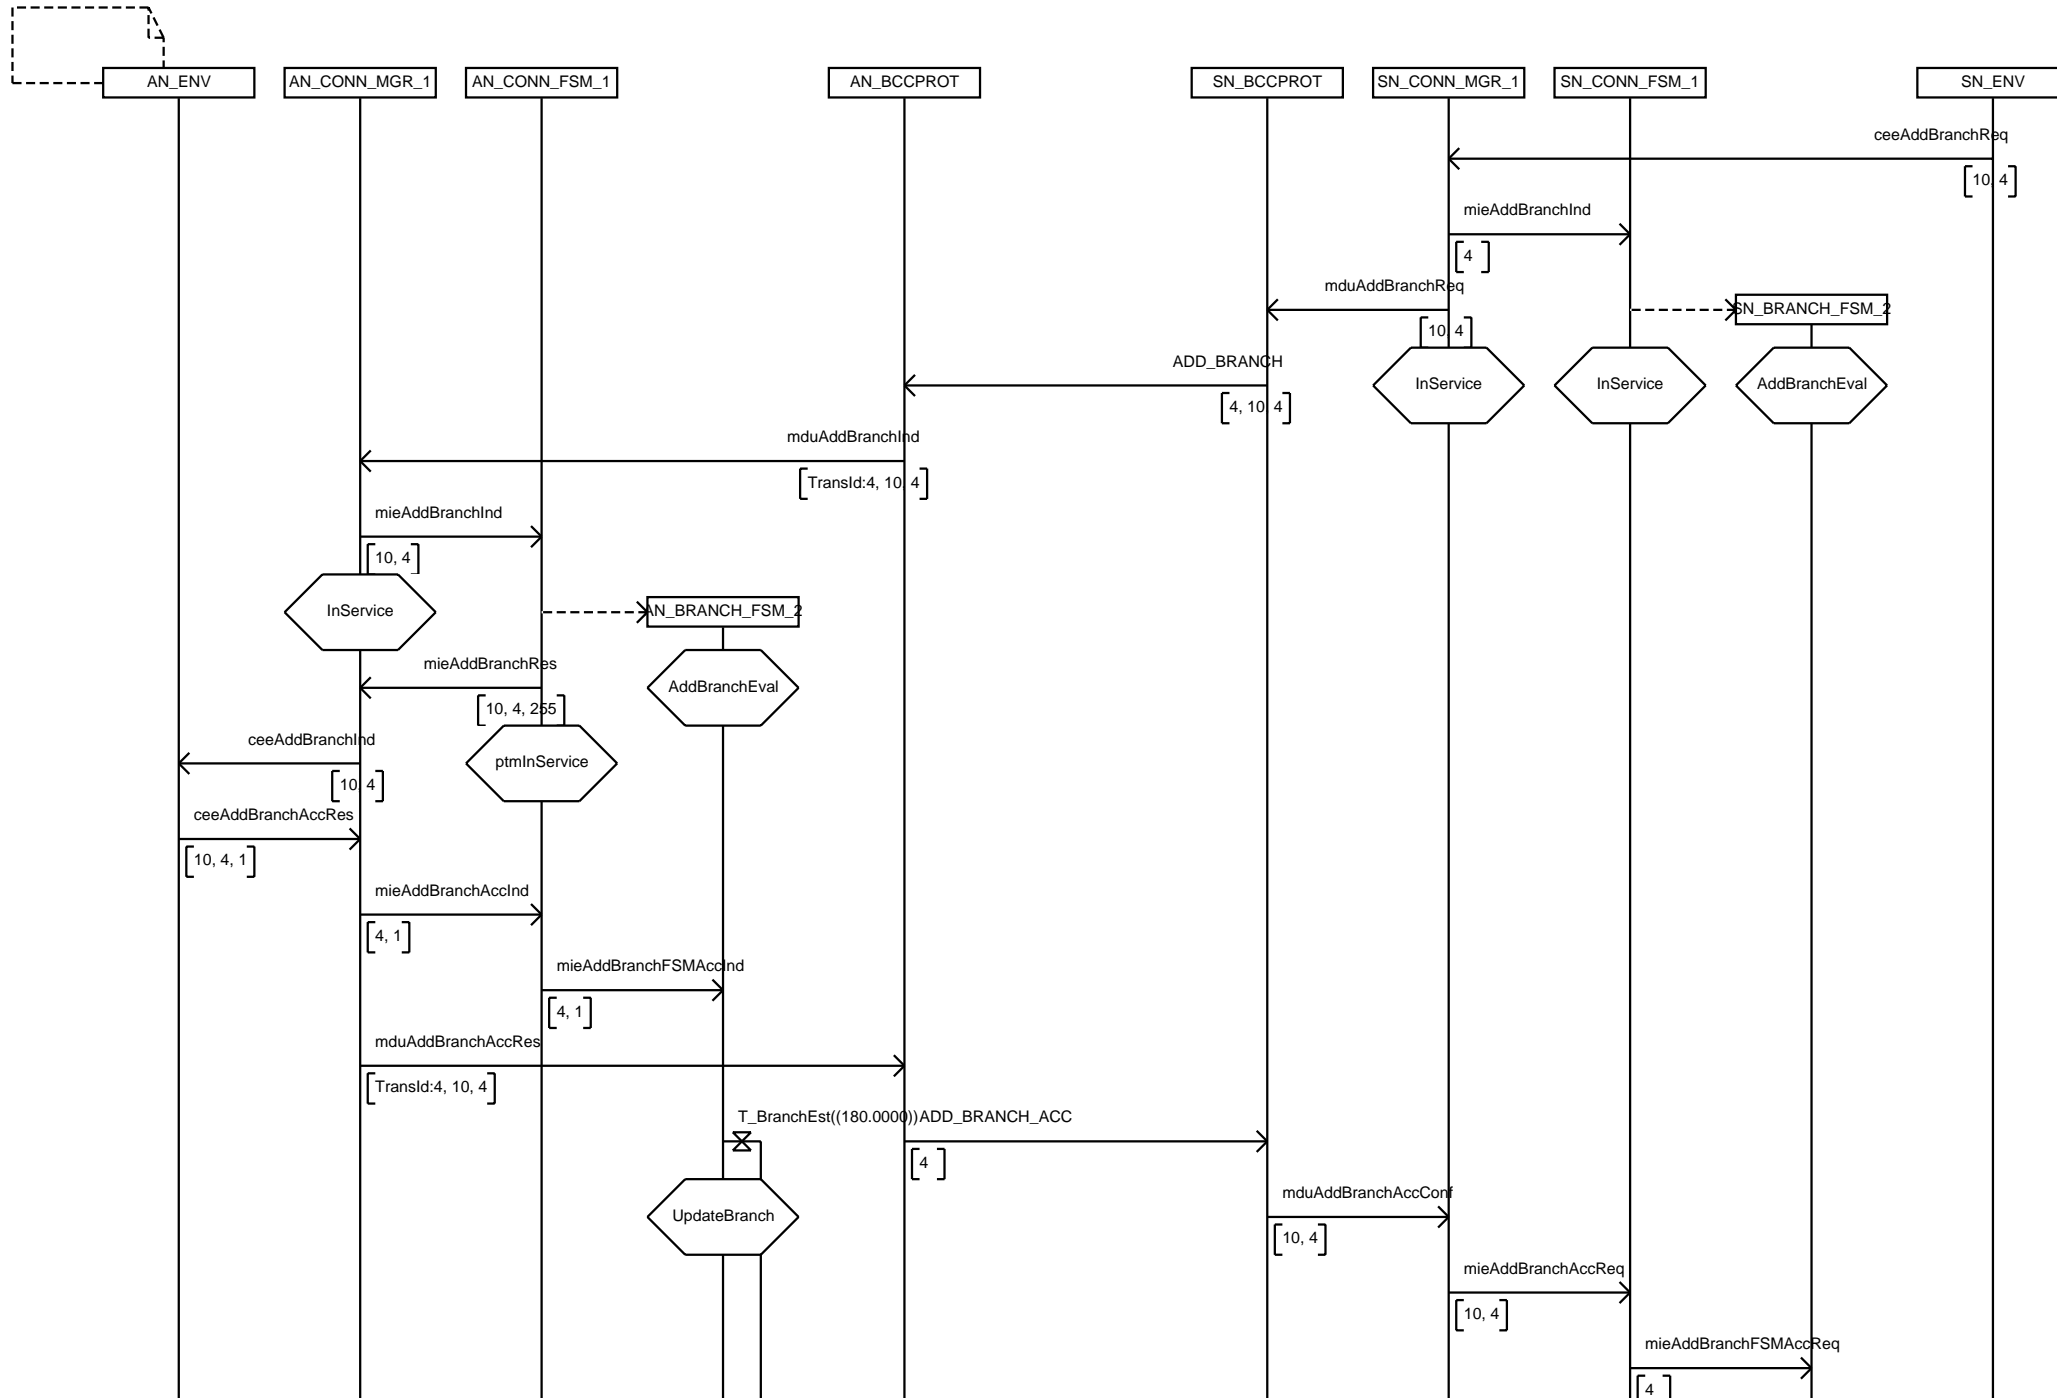 AN_ENV
AN_CONN_MGR_1
AN_CONN_FSM_1
AN_BCCPROT
SN_BCCPROT
SN_CONN_MGR_1
SN_CONN_FSM_1
SN_ENV
ceeAddBranchReq
10, 4
mieAddBranchInd
4
mduAddBranchReq
SN_BRANCH_FSM_2
10, 4
ADD_BRANCH
InService
InService
AddBranchEval
4, 10, 4
mduAddBranchInd
TransId:4, 10, 4
mieAddBranchInd
10, 4
InService
AN_BRANCH_FSM_2
mieAddBranchRes
AddBranchEval
10, 4, 255
ceeAddBranchInd
ptmInService
10, 4
ceeAddBranchAccRes
10, 4, 1
mieAddBranchAccInd
4, 1
mieAddBranchFSMAccInd
4, 1
mduAddBranchAccRes
TransId:4, 10, 4
T_BranchEst((180.0000))ADD_BRANCH_ACC
4
mduAddBranchAccConf
UpdateBranch
10, 4
mieAddBranchAccReq
10, 4
mieAddBranchFSMAccReq
4